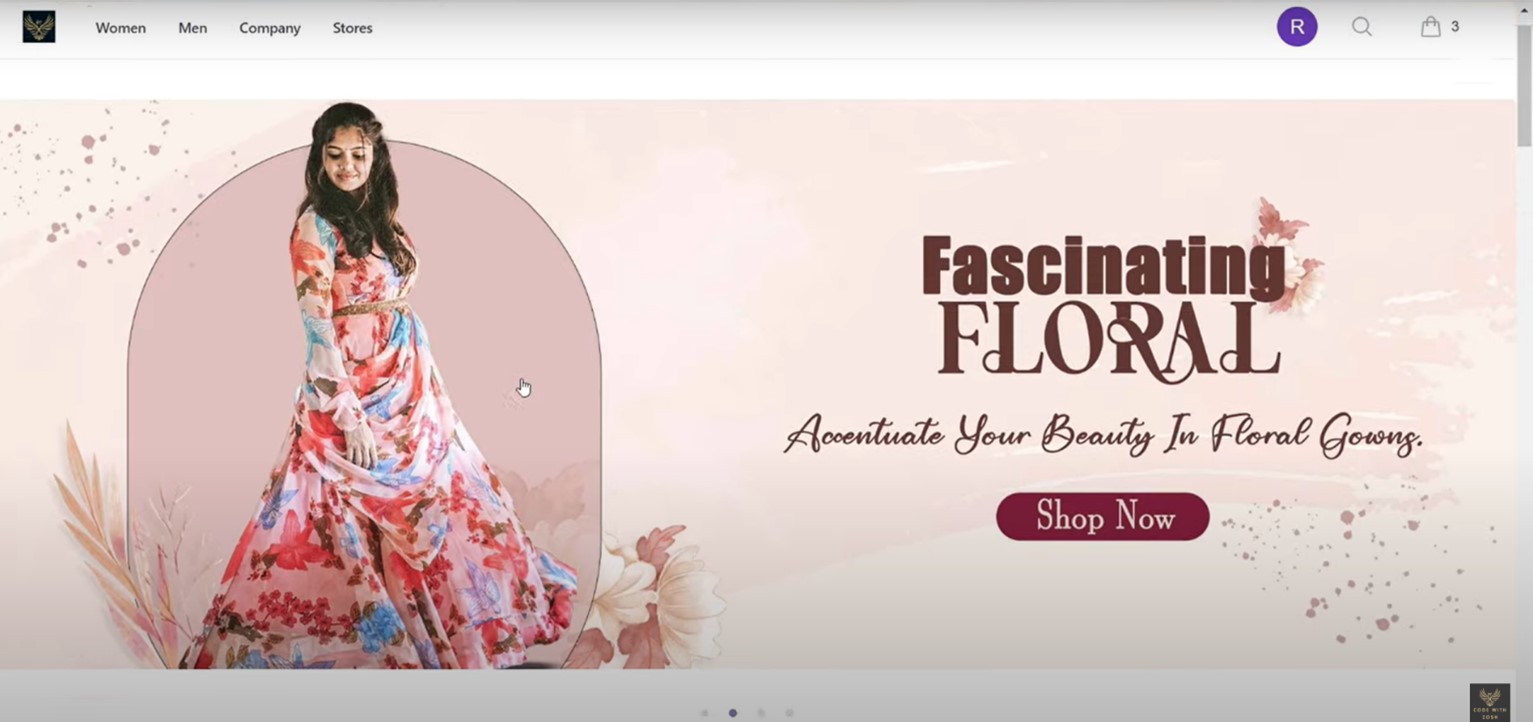 Women Men Company Stores R 3
Fascinating
FLORAL
Accentuate Your Beauty In Floral Gowns.
Shop Now
CODE WITH
ZOSH